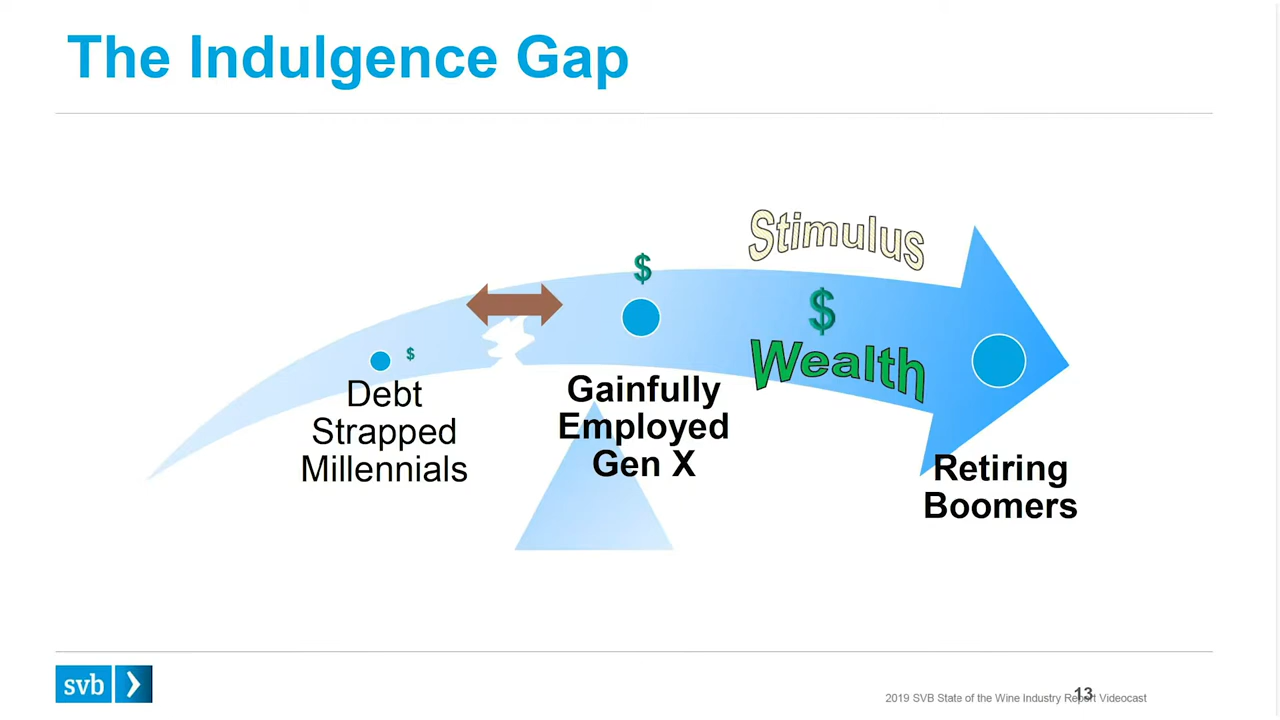 The Indulgence Gap
Stimulus
$
$
Wealth
$
Debt
Strapped
Millennials
Gainfully
Employed
Gen X
Retiring
Boomers
svb
13
2019 SVB State of the Wine Industry Report Videocast